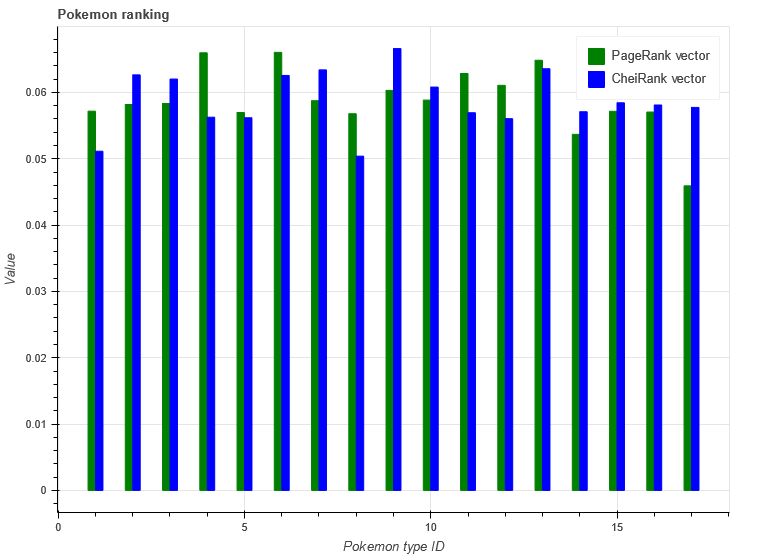 Pokemon ranking
PageRank vector
CheiRank vector
0.06
0.05
0.04
0.03
0.02
0.01
0
Value
0 5 10 15
Pokemon type ID